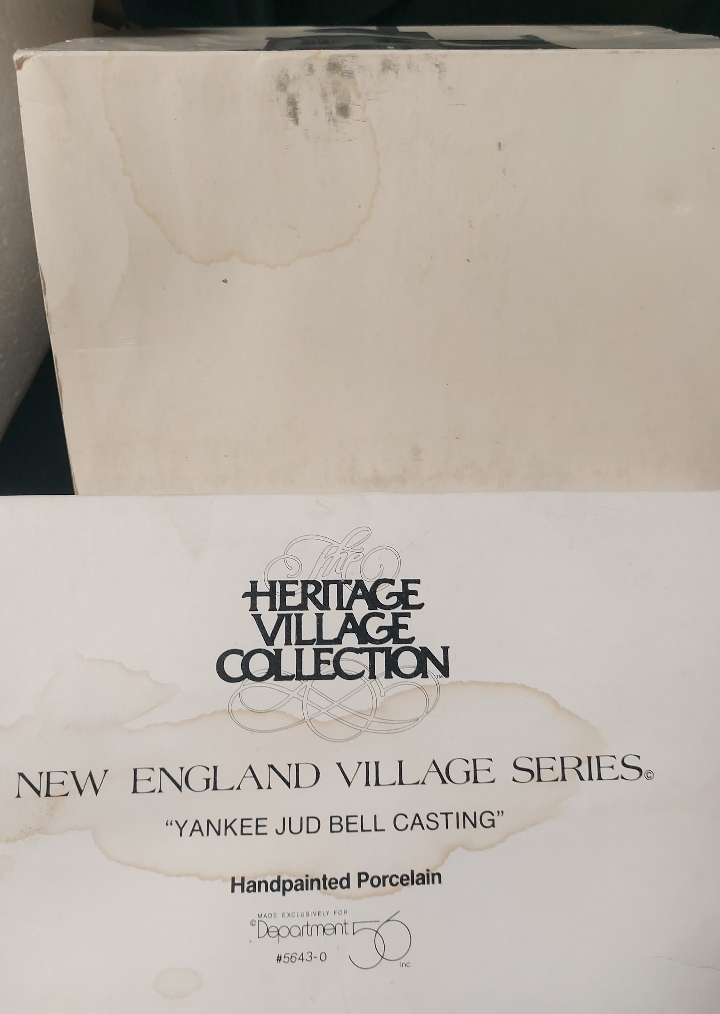 The
HERITAGE
VILLAGE
COLLECTION™
NEW ENGLAND VILLAGE SERIES©
“YANKEE JUD BELL CASTING”
Handpainted Porcelain
MADE EXCLUSIVELY FOR
©Department 56
#5643-0 Inc